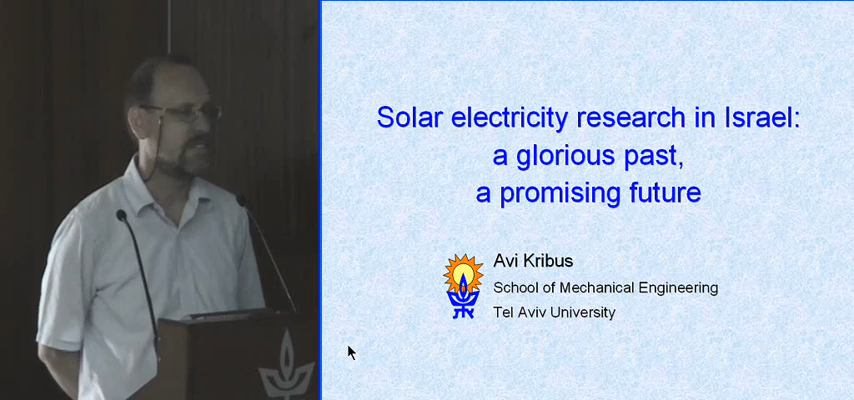 Solar electricity research in Israel:
a glorious past,
a promising future
Avi Kribus
School of Mechanical Engineering
Tel Aviv University